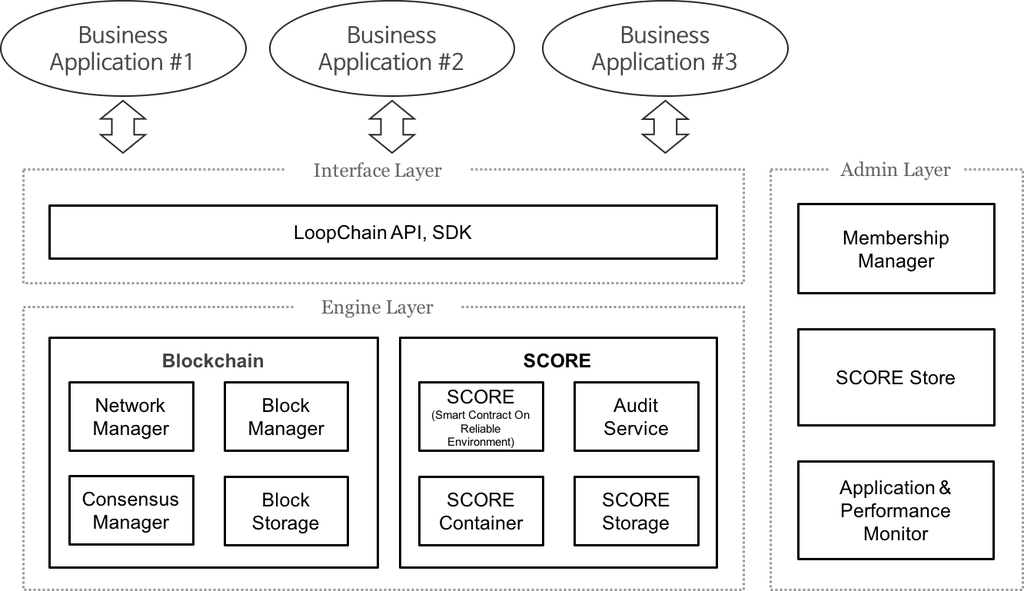 Business
Application #1
Business
Application #2
Business
Application #3
Interface Layer
LoopChain API, SDK
Engine Layer
Blockchain
Network
Manager
Block
Manager
Consensus
Manager
Block
Storage
SCORE
SCORE
(Smart Contract On
Reliable
Environment)
Audit
Service
SCORE
Container
SCORE
Storage
Admin Layer
Membership
Manager
SCORE Store
Application &
Performance
Monitor